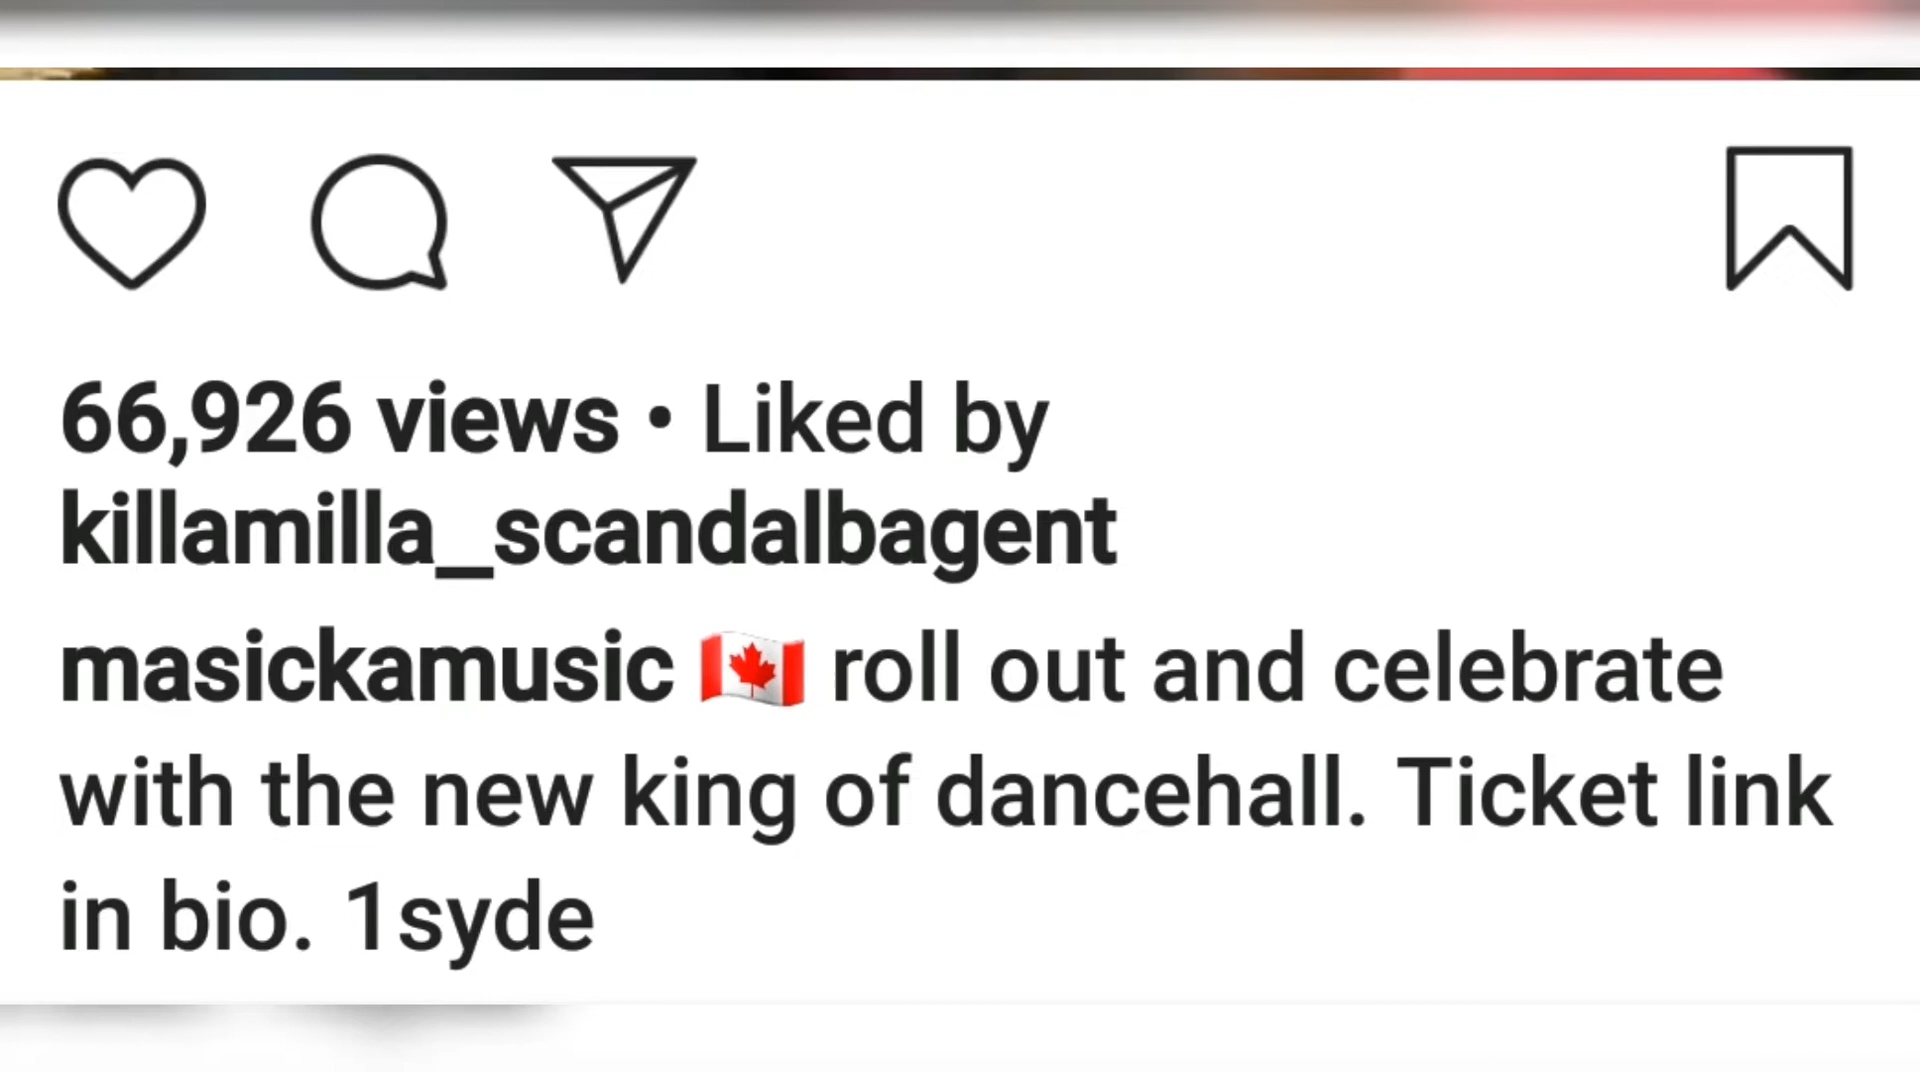 66,926 views • Liked by
killamilla_scandalbagent
masickamusic 🇨🇦 roll out and celebrate
with the new king of dancehall. Ticket link
in bio. 1syde